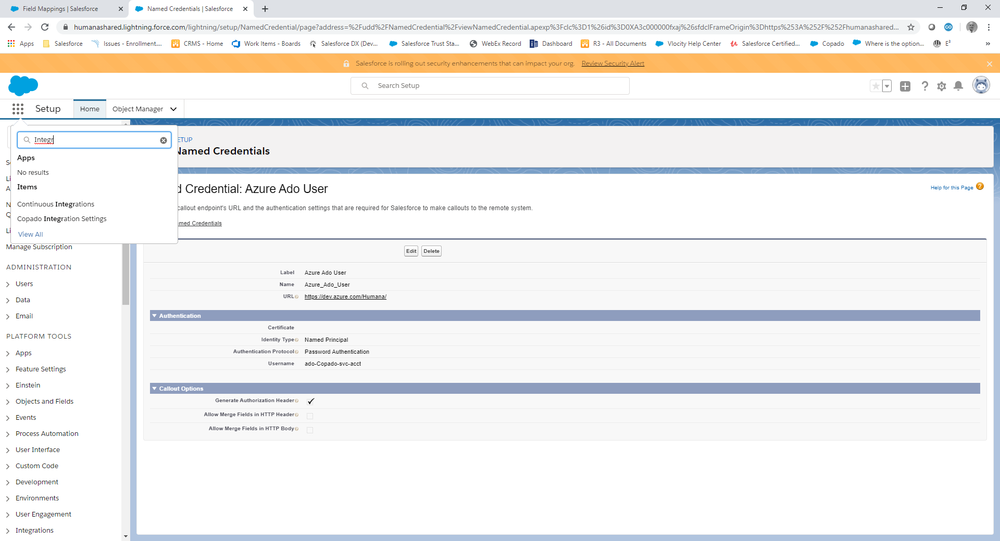 Field Mappings | Salesforce
Named Credentials | Salesforce
humanashared.lightning.force.com/lightning/setup/NamedCredential/page?address=%2Fudd%2FNamedCredential%2FviewNamedCredential.apexp%3Fclc%3D1%26id%3D0XA3c000000fxaj%26sfdcIFrameOrigin%3Dhttps%253A%252F%252Fhumanashared...
Apps
Salesforce
Issues - Enrollment....
CRMS - Home
Work Items - Boards
Salesforce DX (Dev...
Salesforce Trust Sta...
WebEx Record
Dashboard
R3 - All Documents
Vlocity Help Center
Salesforce Certified...
Copado
Where is the option...
E³
»
Salesforce is rolling out security enhancements that can impact your org. Review Security Alert
Search Setup
Setup
Home
Object Manager
Integr
Apps
No results
Items
Continuous Integrations
Copado Integration Settings
View All
Manage Subscription
ADMINISTRATION
Users
Data
Email
PLATFORM TOOLS
Apps
Feature Settings
Einstein
Objects and Fields
Events
Process Automation
User Interface
Custom Code
Development
Environments
User Engagement
Integrations
ETUP
Named Credentials
d Credential: Azure Ado User
Help for this Page ?
callout endpoint's URL and the authentication settings that are required for Salesforce to make callouts to the remote system.
med Credentials
Edit Delete
Label Azure Ado User
Name Azure_Ado_User
URL https://dev.azure.com/Humana/
Authentication
Certificate
Identity Type Named Principal
Authentication Protocol Password Authentication
Username ado-Copado-svc-acct
Callout Options
Generate Authorization Header
Allow Merge Fields in HTTP Header
Allow Merge Fields in HTTP Body